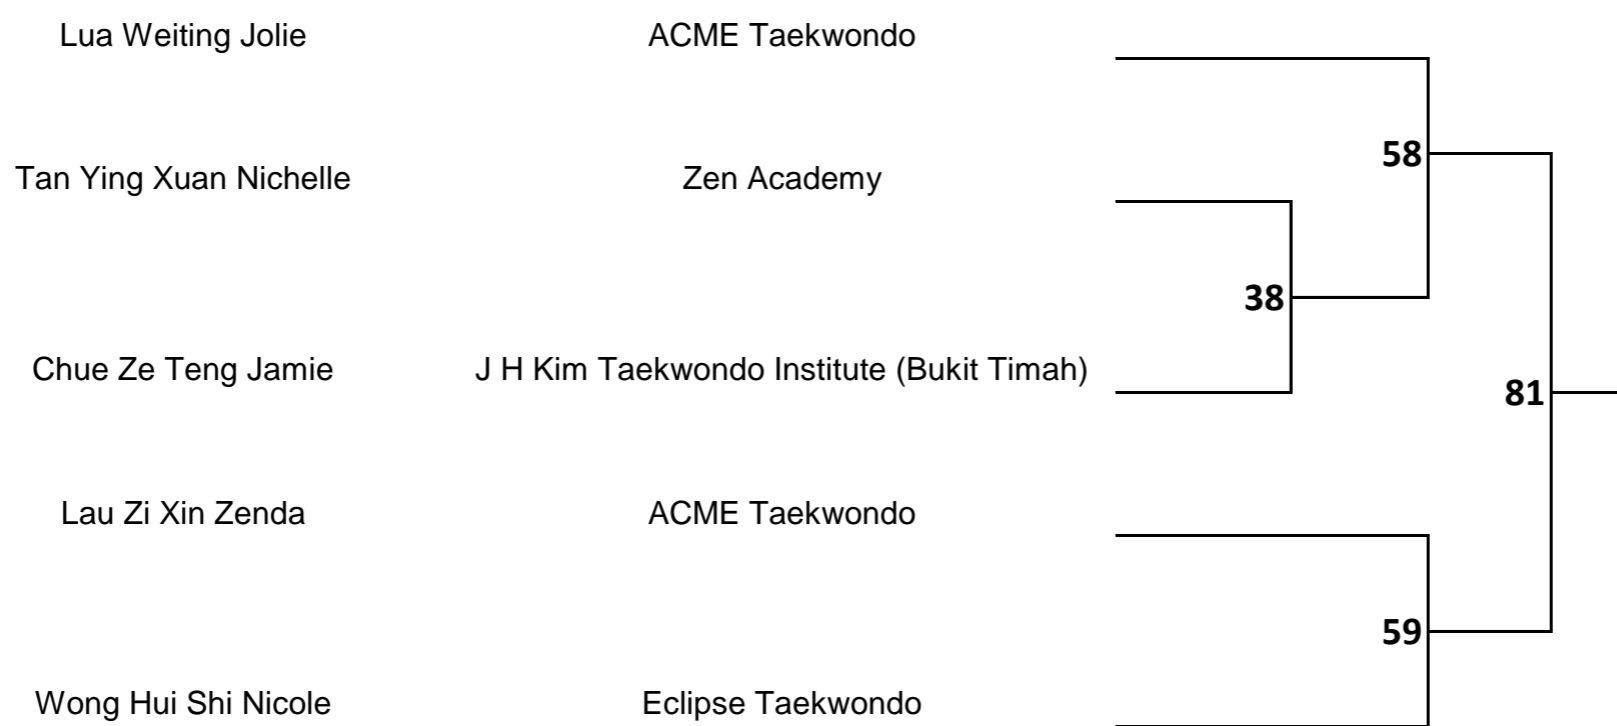 Lua Weiting Jolie ACME Taekwondo
58
Tan Ying Xuan Nichelle Zen Academy
38
Chue Ze Teng Jamie J H Kim Taekwondo Institute (Bukit Timah)
81
Lau Zi Xin Zenda ACME Taekwondo
59
Wong Hui Shi Nicole Eclipse Taekwondo